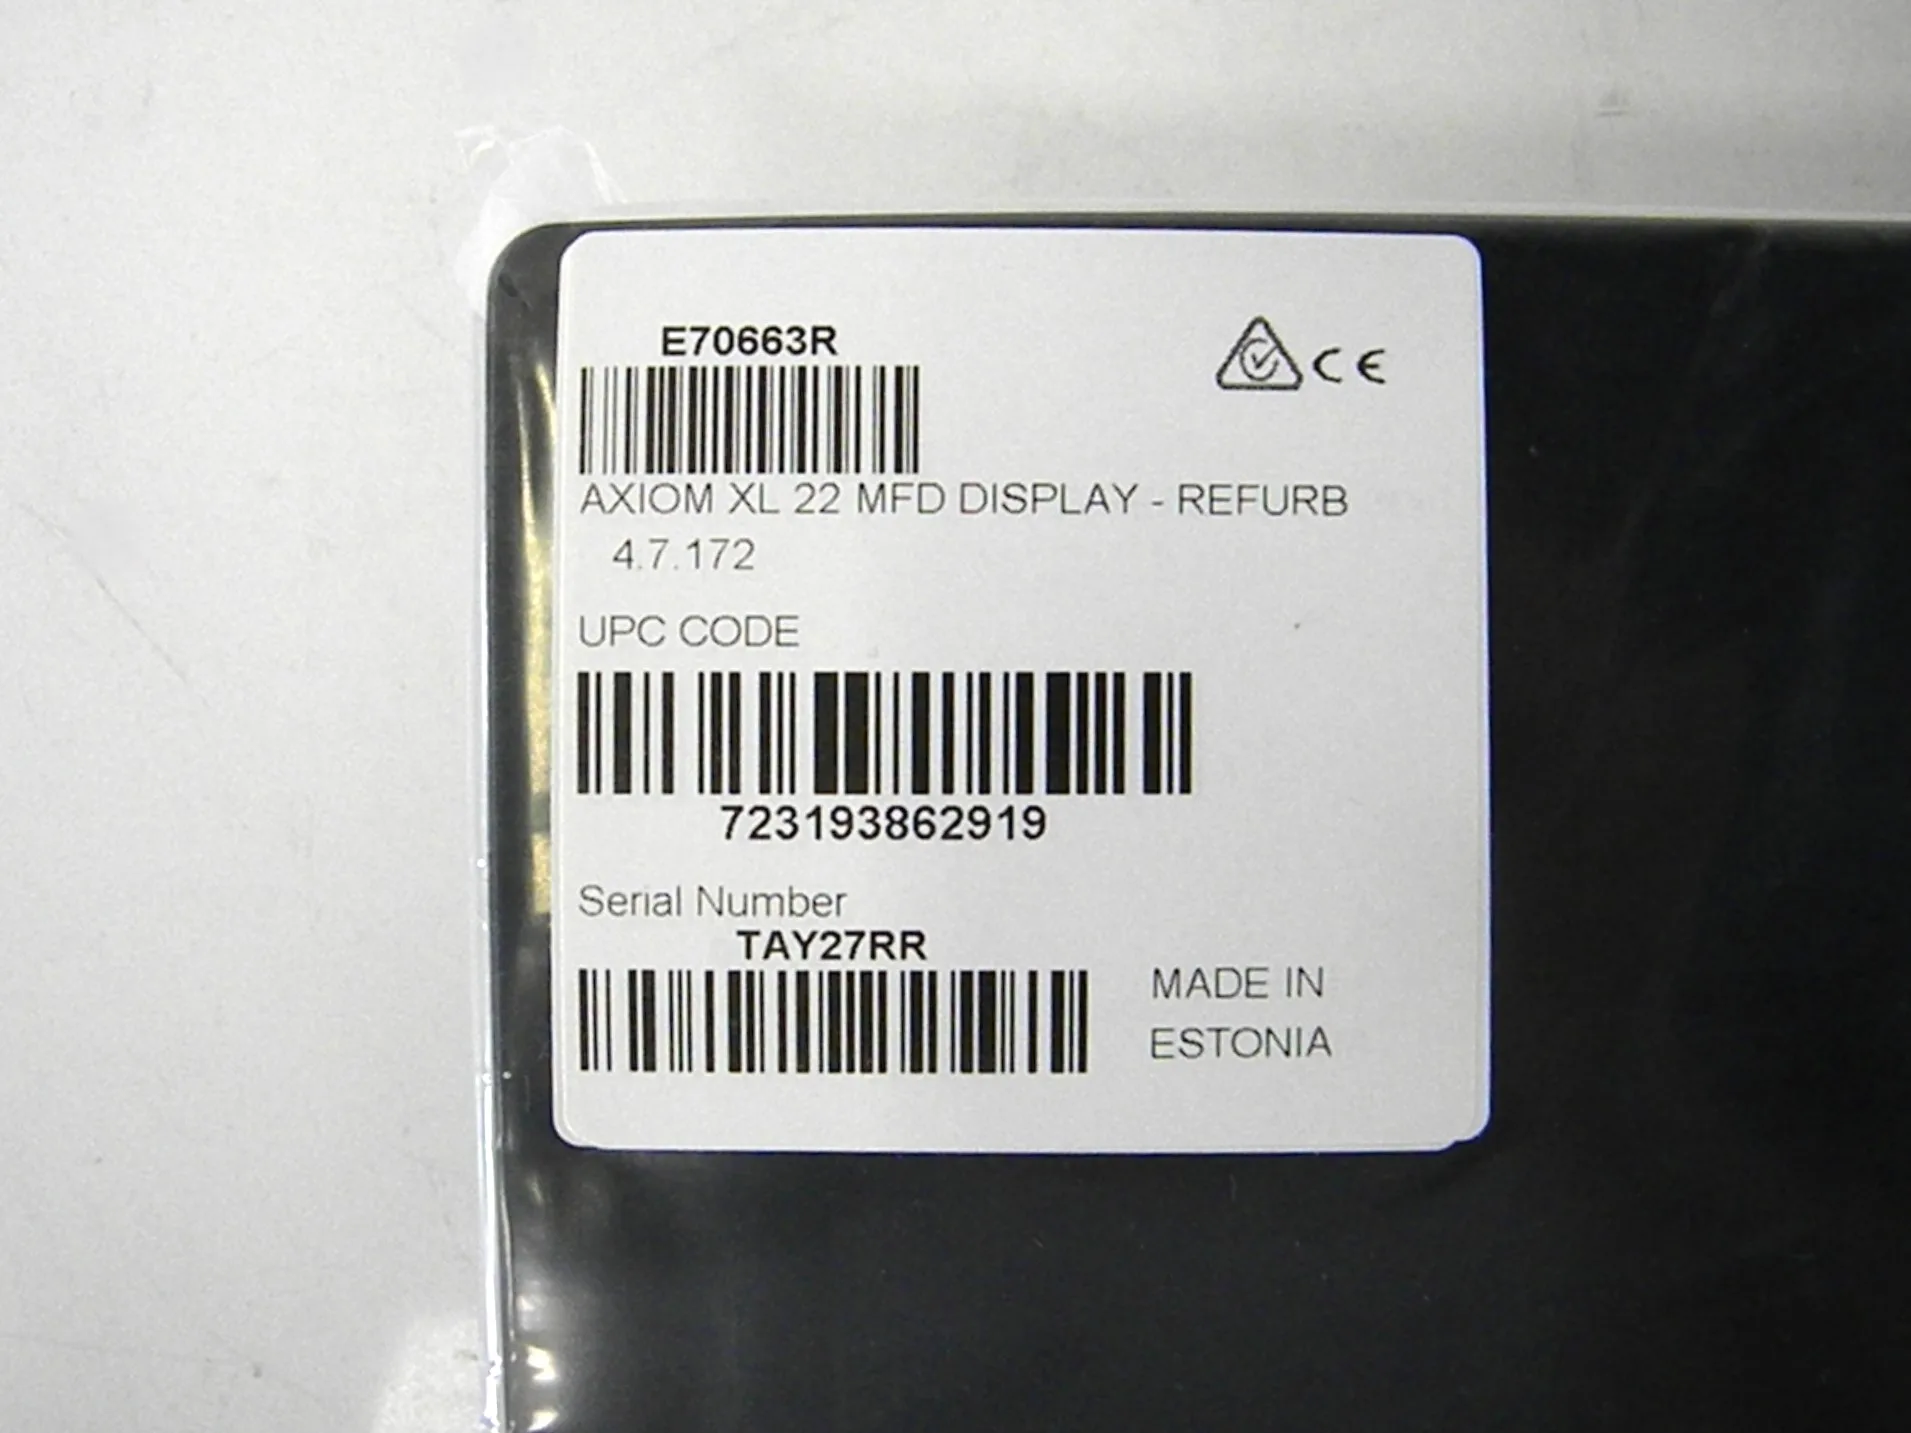 E70663R
CE
AXIOM XL 22 MFD DISPLAY - REFURB
4.7.172
UPC CODE
723193862919
Serial Number
TAY27RR
MADE IN
ESTONIA